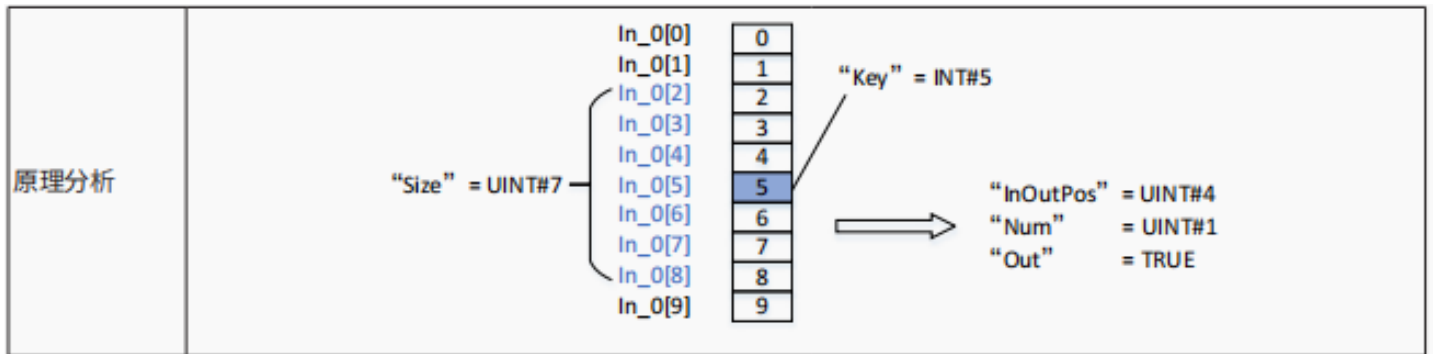 In_0[0] 0
In_0[1] 1
“Key” = INT#5
In_0[2] 2
In_0[3] 3
In_0[4] 4
原理分析
“Size” = UINT#7
In_0[5] 5
“InOutPos” = UINT#4
In_0[6] 6
“Num” = UINT#1
In_0[7] 7
“Out” = TRUE
In_0[8] 8
In_0[9] 9